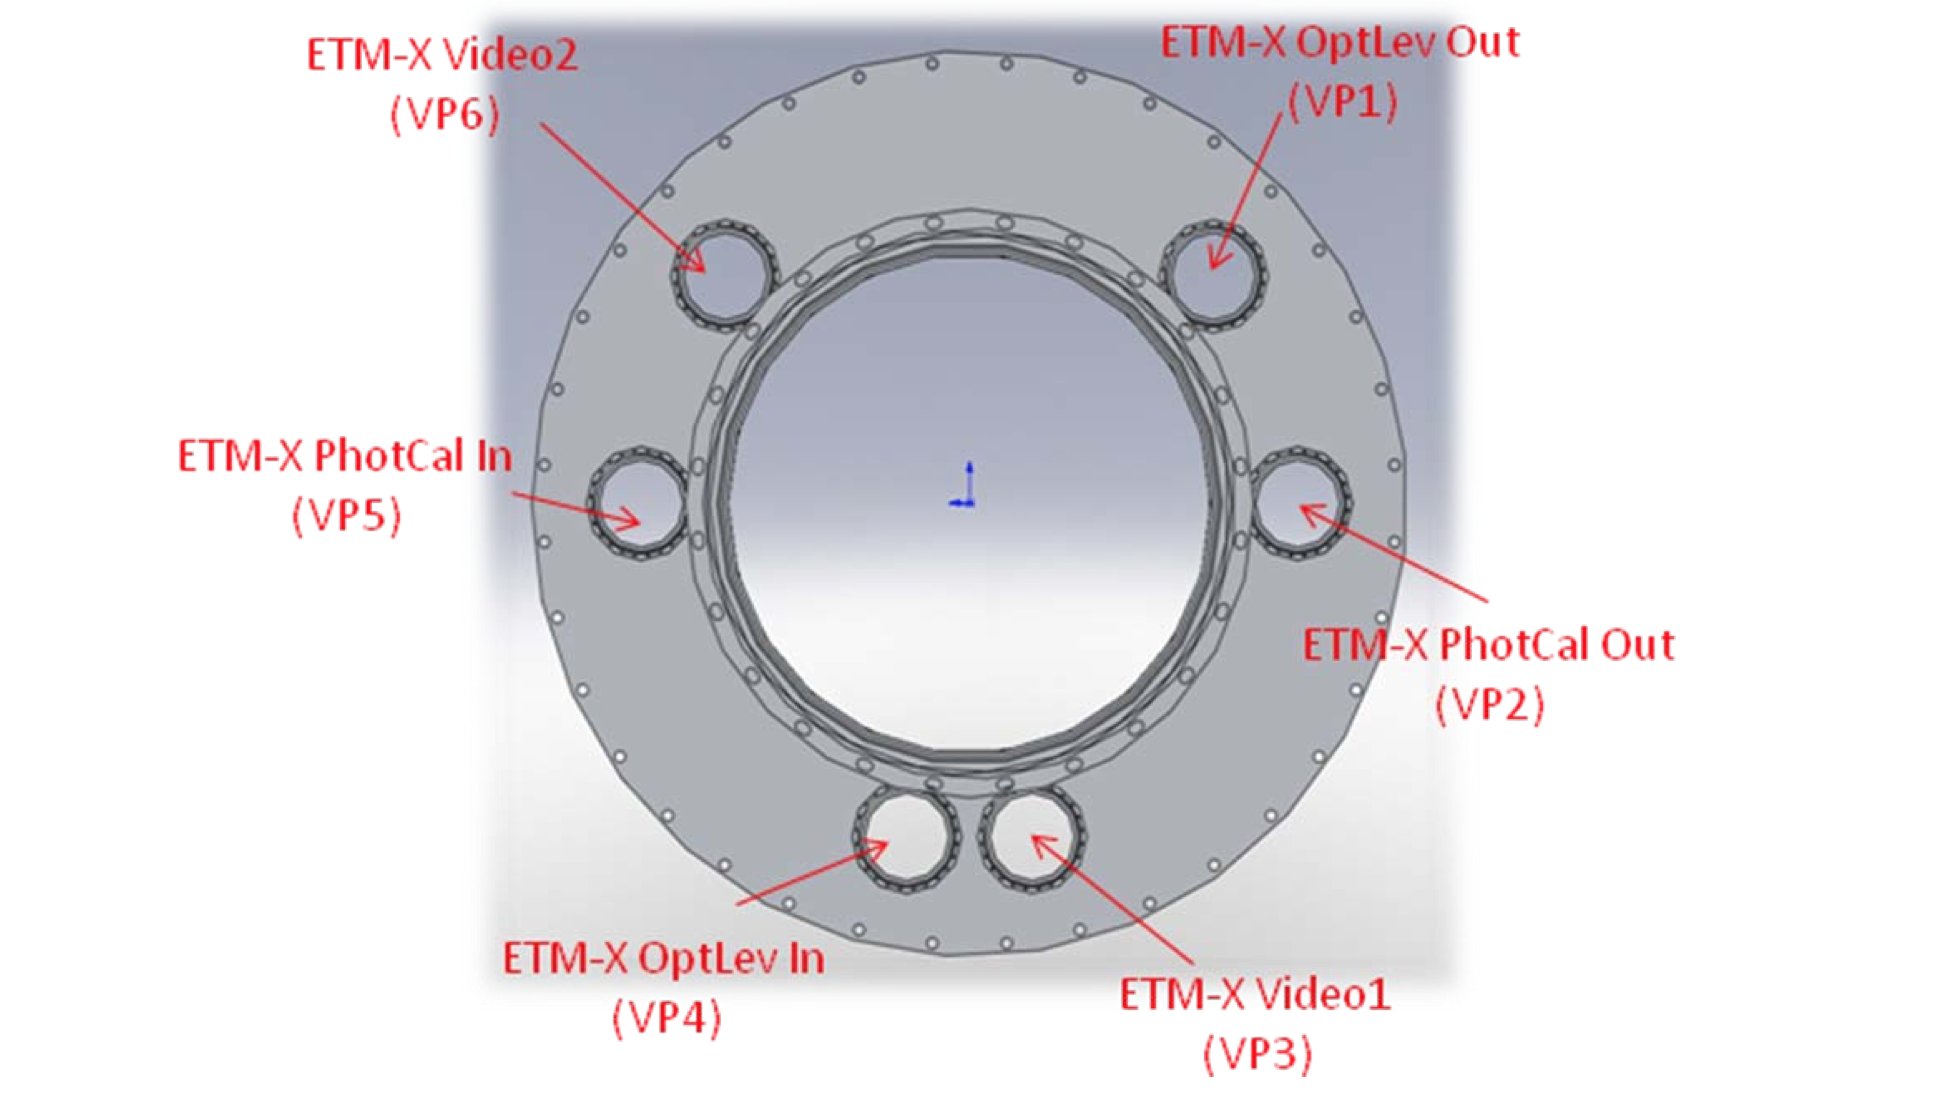 ETM-X Video2
(VP6)
ETM-X OptLev Out
(VP1)
ETM-X PhotCal In
(VP5)
ETM-X PhotCal Out
(VP2)
ETM-X OptLev In
(VP4)
ETM-X Video1
(VP3)